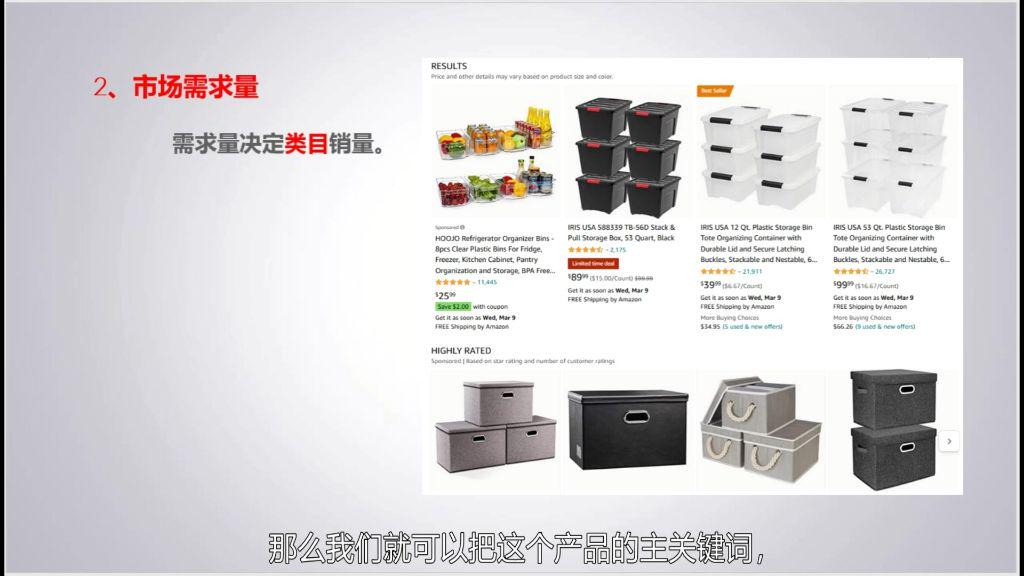 2、市场需求量
需求量决定类目销量。
RESULTS
Price and other details may vary based on product size and color.
Best Seller
Sponsored
HOOJO Refrigerator Organizer Bins -
8pcs Clear Plastic Bins For Fridge,
Freezer, Kitchen Cabinet, Pantry
Organization and Storage, BPA Free...
11,445
$25.99
Save $2.00 with coupon
Get it as soon as Wed, Mar 9
FREE Shipping by Amazon
IRIS USA 588339 TB-56D Stack &
Pull Storage Box, 53 Quart, Black
2,175
Limited time deal
$89.99 ($15.00/Count) $99.99
Get it as soon as Wed, Mar 9
FREE Shipping by Amazon
IRIS USA 12 Qt. Plastic Storage Bin
Tote Organizing Container with
Durable Lid and Secure Latching
Buckles, Stackable and Nestable, 6...
21,911
$39.99 ($6.67/Count)
Get it as soon as Wed, Mar 9
FREE Shipping by Amazon
More Buying Choices
$34.95 (5 used & new offers)
IRIS USA 53 Qt. Plastic Storage Bin
Tote Organizing Container with
Durable Lid and Secure Latching
Buckles, Stackable and Nestable, 6...
26,727
$99.99 ($16.67/Count)
Get it as soon as Wed, Mar 9
FREE Shipping by Amazon
More Buying Choices
$66.26 (9 used & new offers)
HIGHLY RATED
Sponsored | Based on star rating and number of customer ratings
那么我们就可以把这个产品的主关键词,